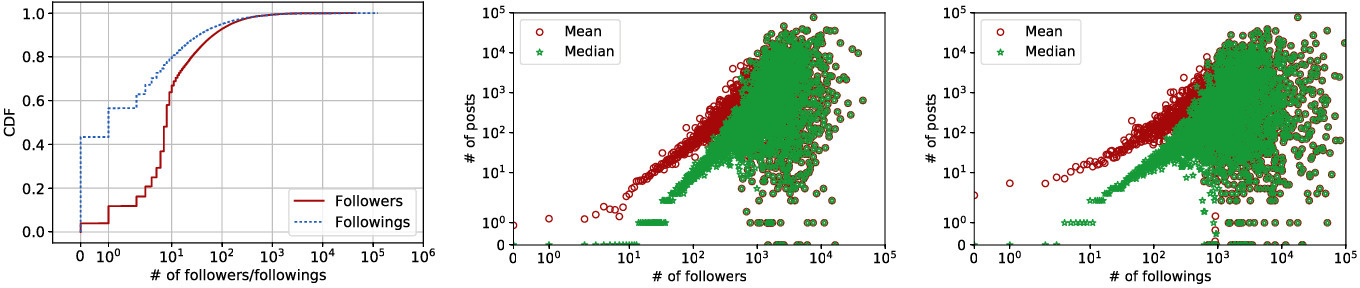 1.0
0.8
0.6
0.4
0.2
0.0
CDF
0 10⁰ 10¹ 10² 10³ 10⁴ 10⁵ 10⁶
# of followers/followings
Followers
Followings
10⁵
10⁴
10³
10²
10¹
10⁰
0
# of posts
Mean
Median
0 10⁰ 10¹ 10² 10³ 10⁴ 10⁵
# of followers
10⁵
10⁴
10³
10²
10¹
10⁰
0
# of posts
Mean
Median
0 10⁰ 10¹ 10² 10³ 10⁴ 10⁵
# of followings